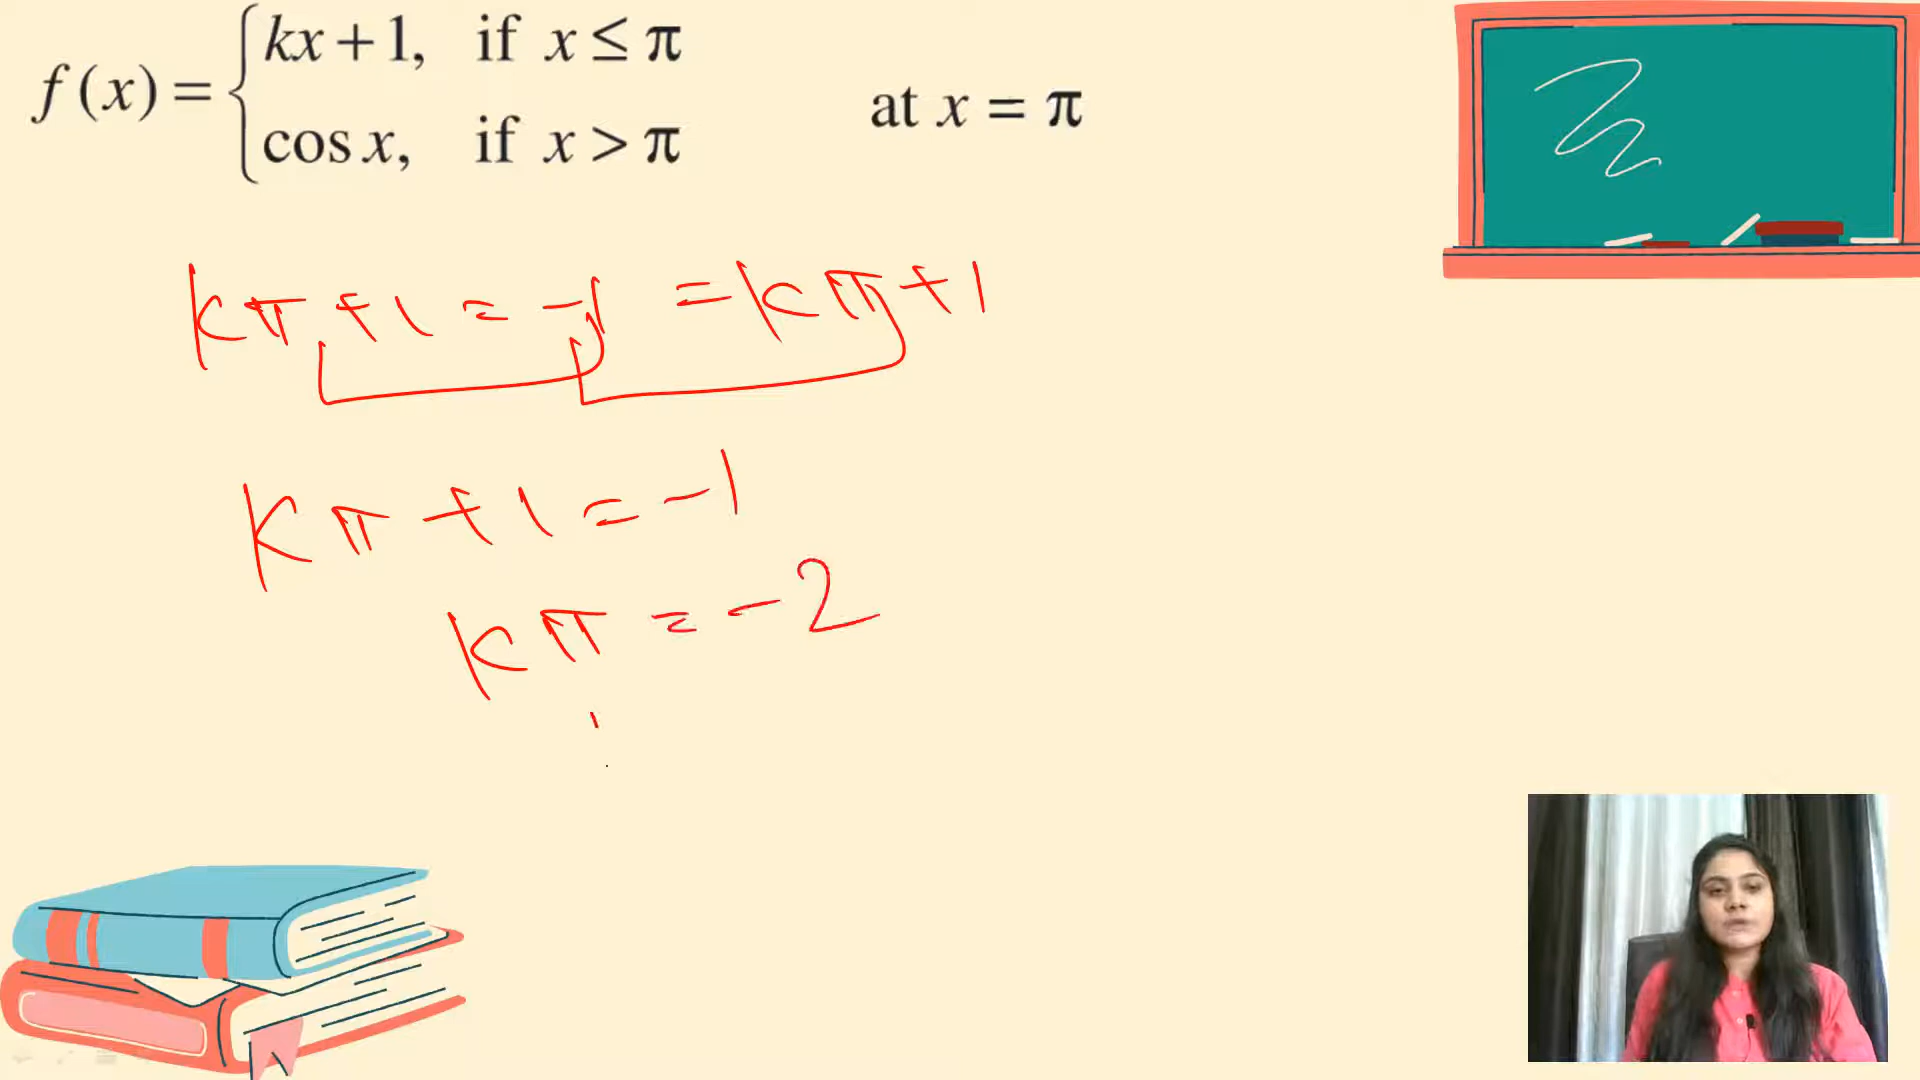 f(x) = { kx + 1, if x ≤ π
cos x, if x > π
at x = π
kπ + 1 = -1 = kπ + 1
kπ + 1 = -1
kπ = -2